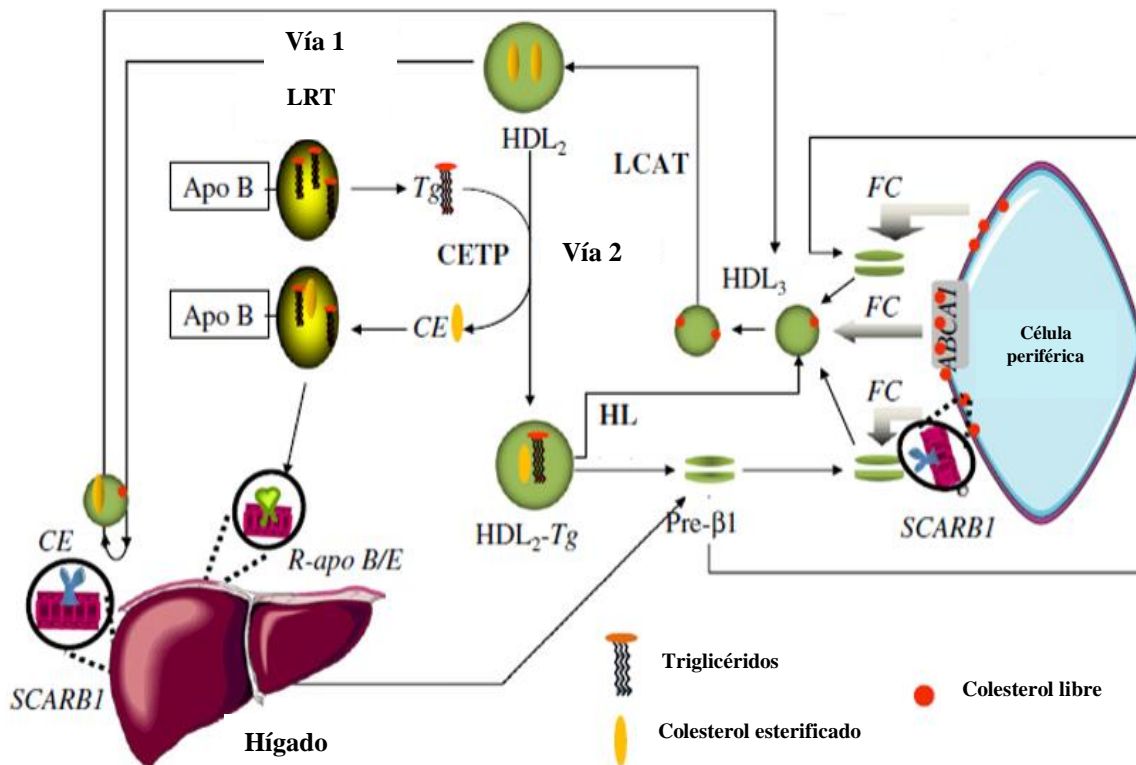 Vía 1
LRT
HDL₂
Apo B
Tg
LCAT
FC
CETP
Vía 2
HDL₃
Apo B
CE
FC
ABCA1
Célula
periférica
HL
FC
HDL₂-Tg
Pre-β1
SCARB1
CE
R-apo B/E
SCARB1
Hígado
Triglicéridos
Colesterol libre
Colesterol esterificado